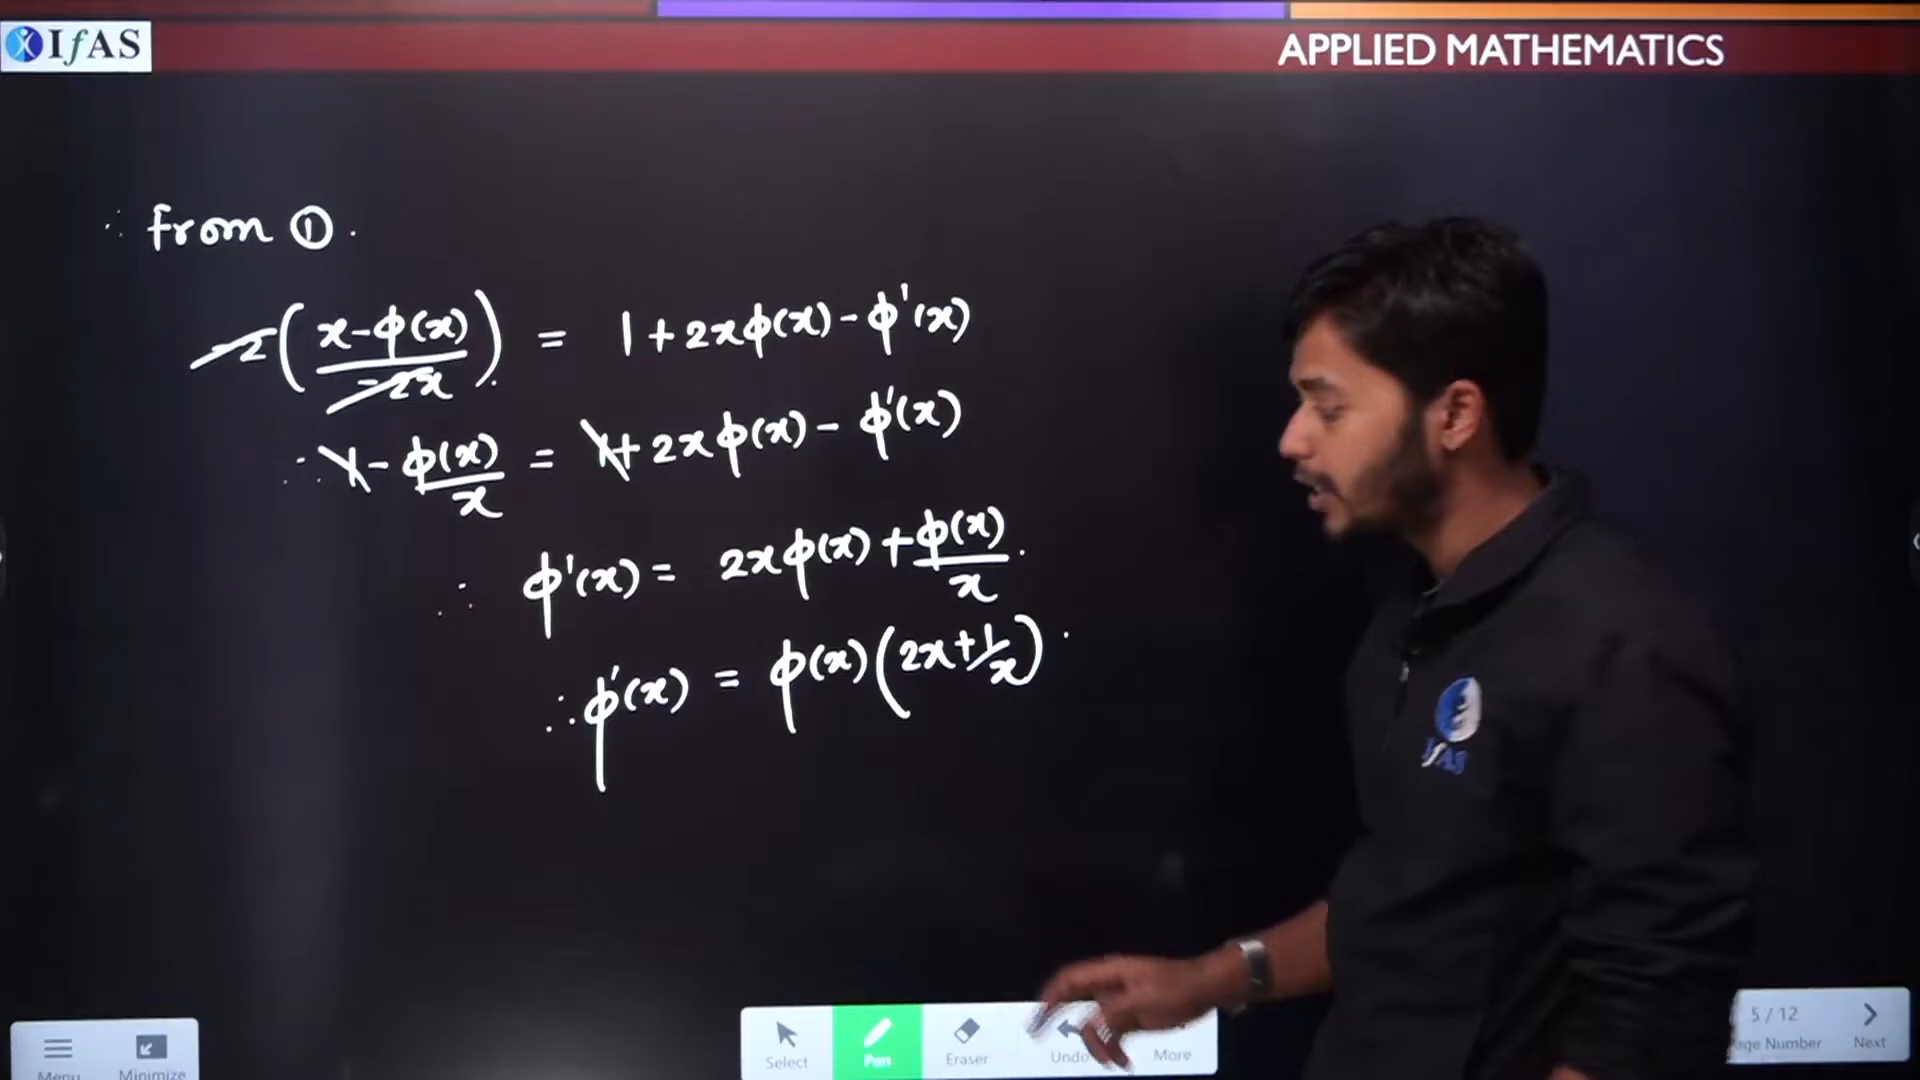 IfAS
APPLIED MATHEMATICS
∴ from ①.
-2(x-φ(x)/-2x). = 1+2xφ(x)-φ'(x)
∴ 1-φ(x)/x = 1+2xφ(x)-φ'(x)
∴ φ'(x) = 2xφ(x)+φ(x)/x.
∴ φ'(x) = φ(x)(2x+1/x).
IfAS
Menu Minimize
Select Pen Eraser Undo More
5 / 12
Number Next